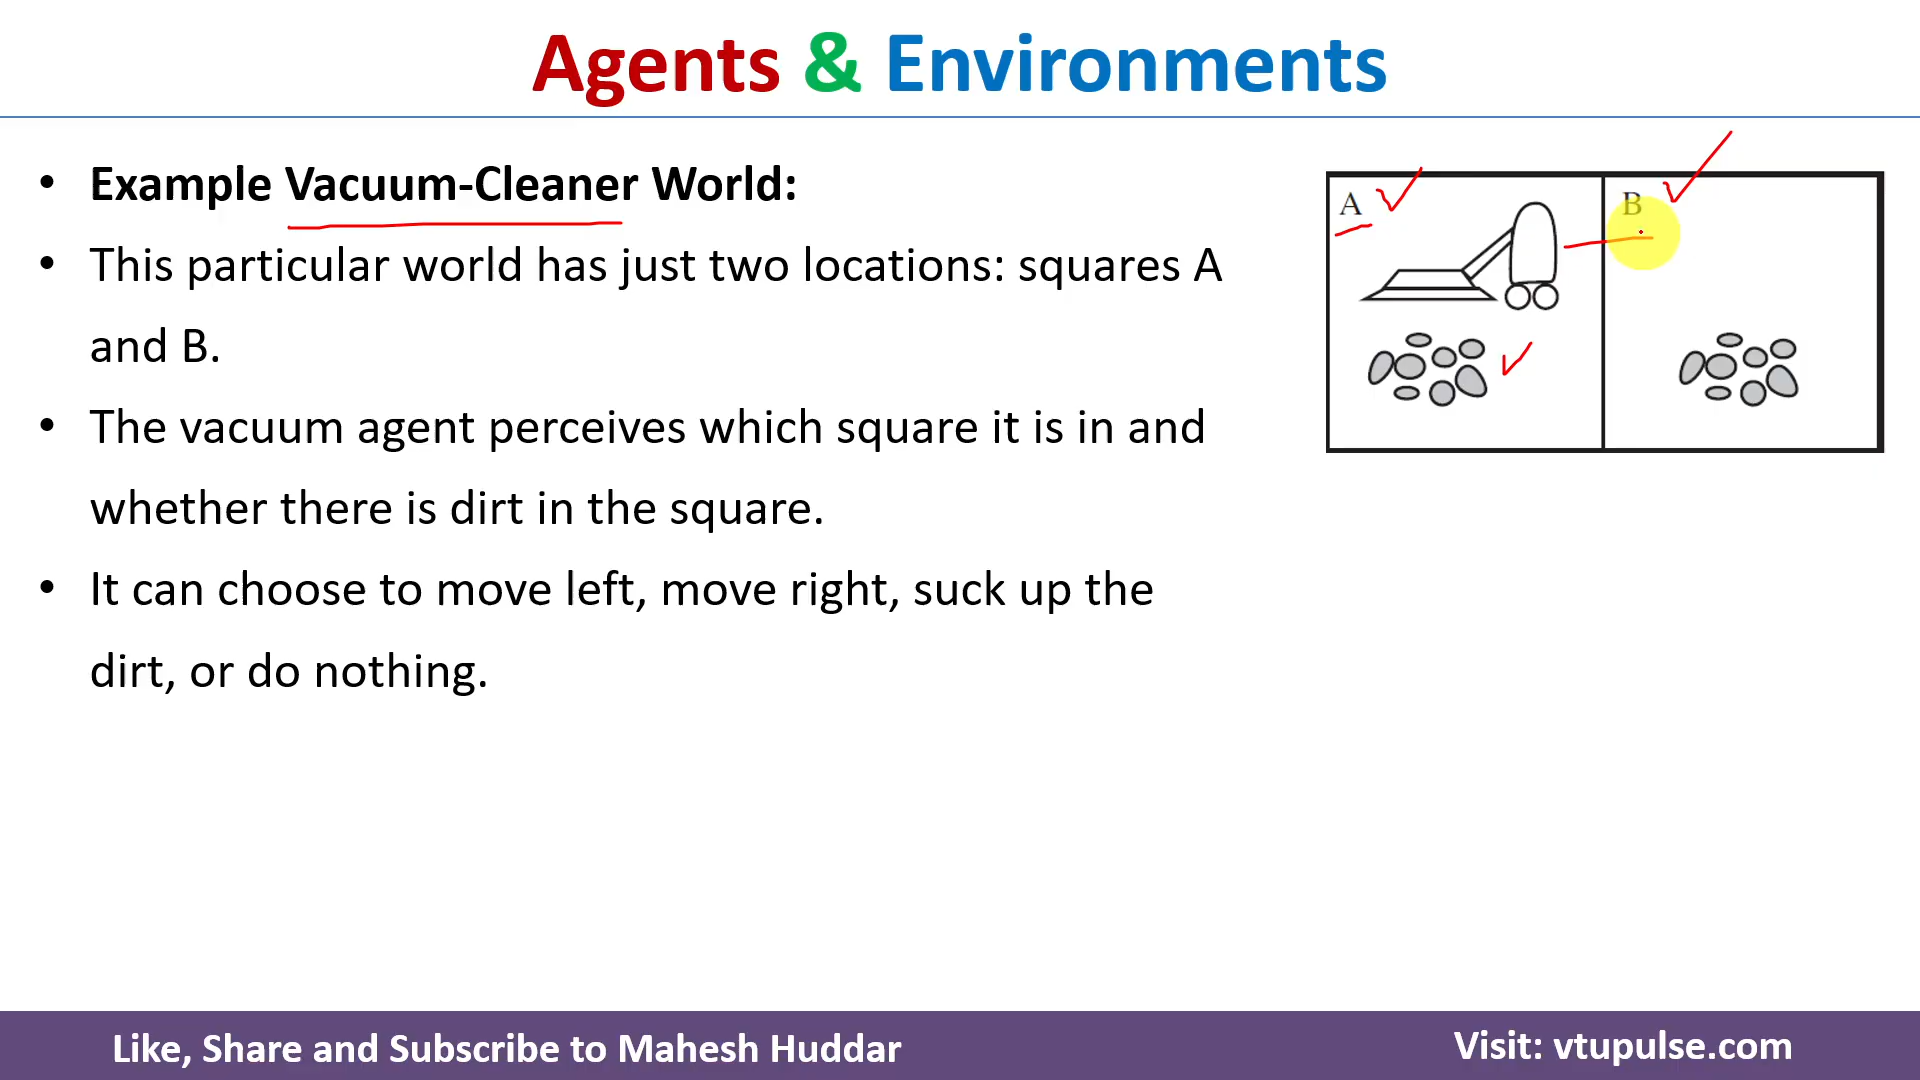 Agents & Environments
• Example Vacuum-Cleaner World:
• This particular world has just two locations: squares A
and B.
• The vacuum agent perceives which square it is in and
whether there is dirt in the square.
• It can choose to move left, move right, suck up the
dirt, or do nothing.
A
B
Like, Share and Subscribe to Mahesh Huddar
Visit: vtupulse.com